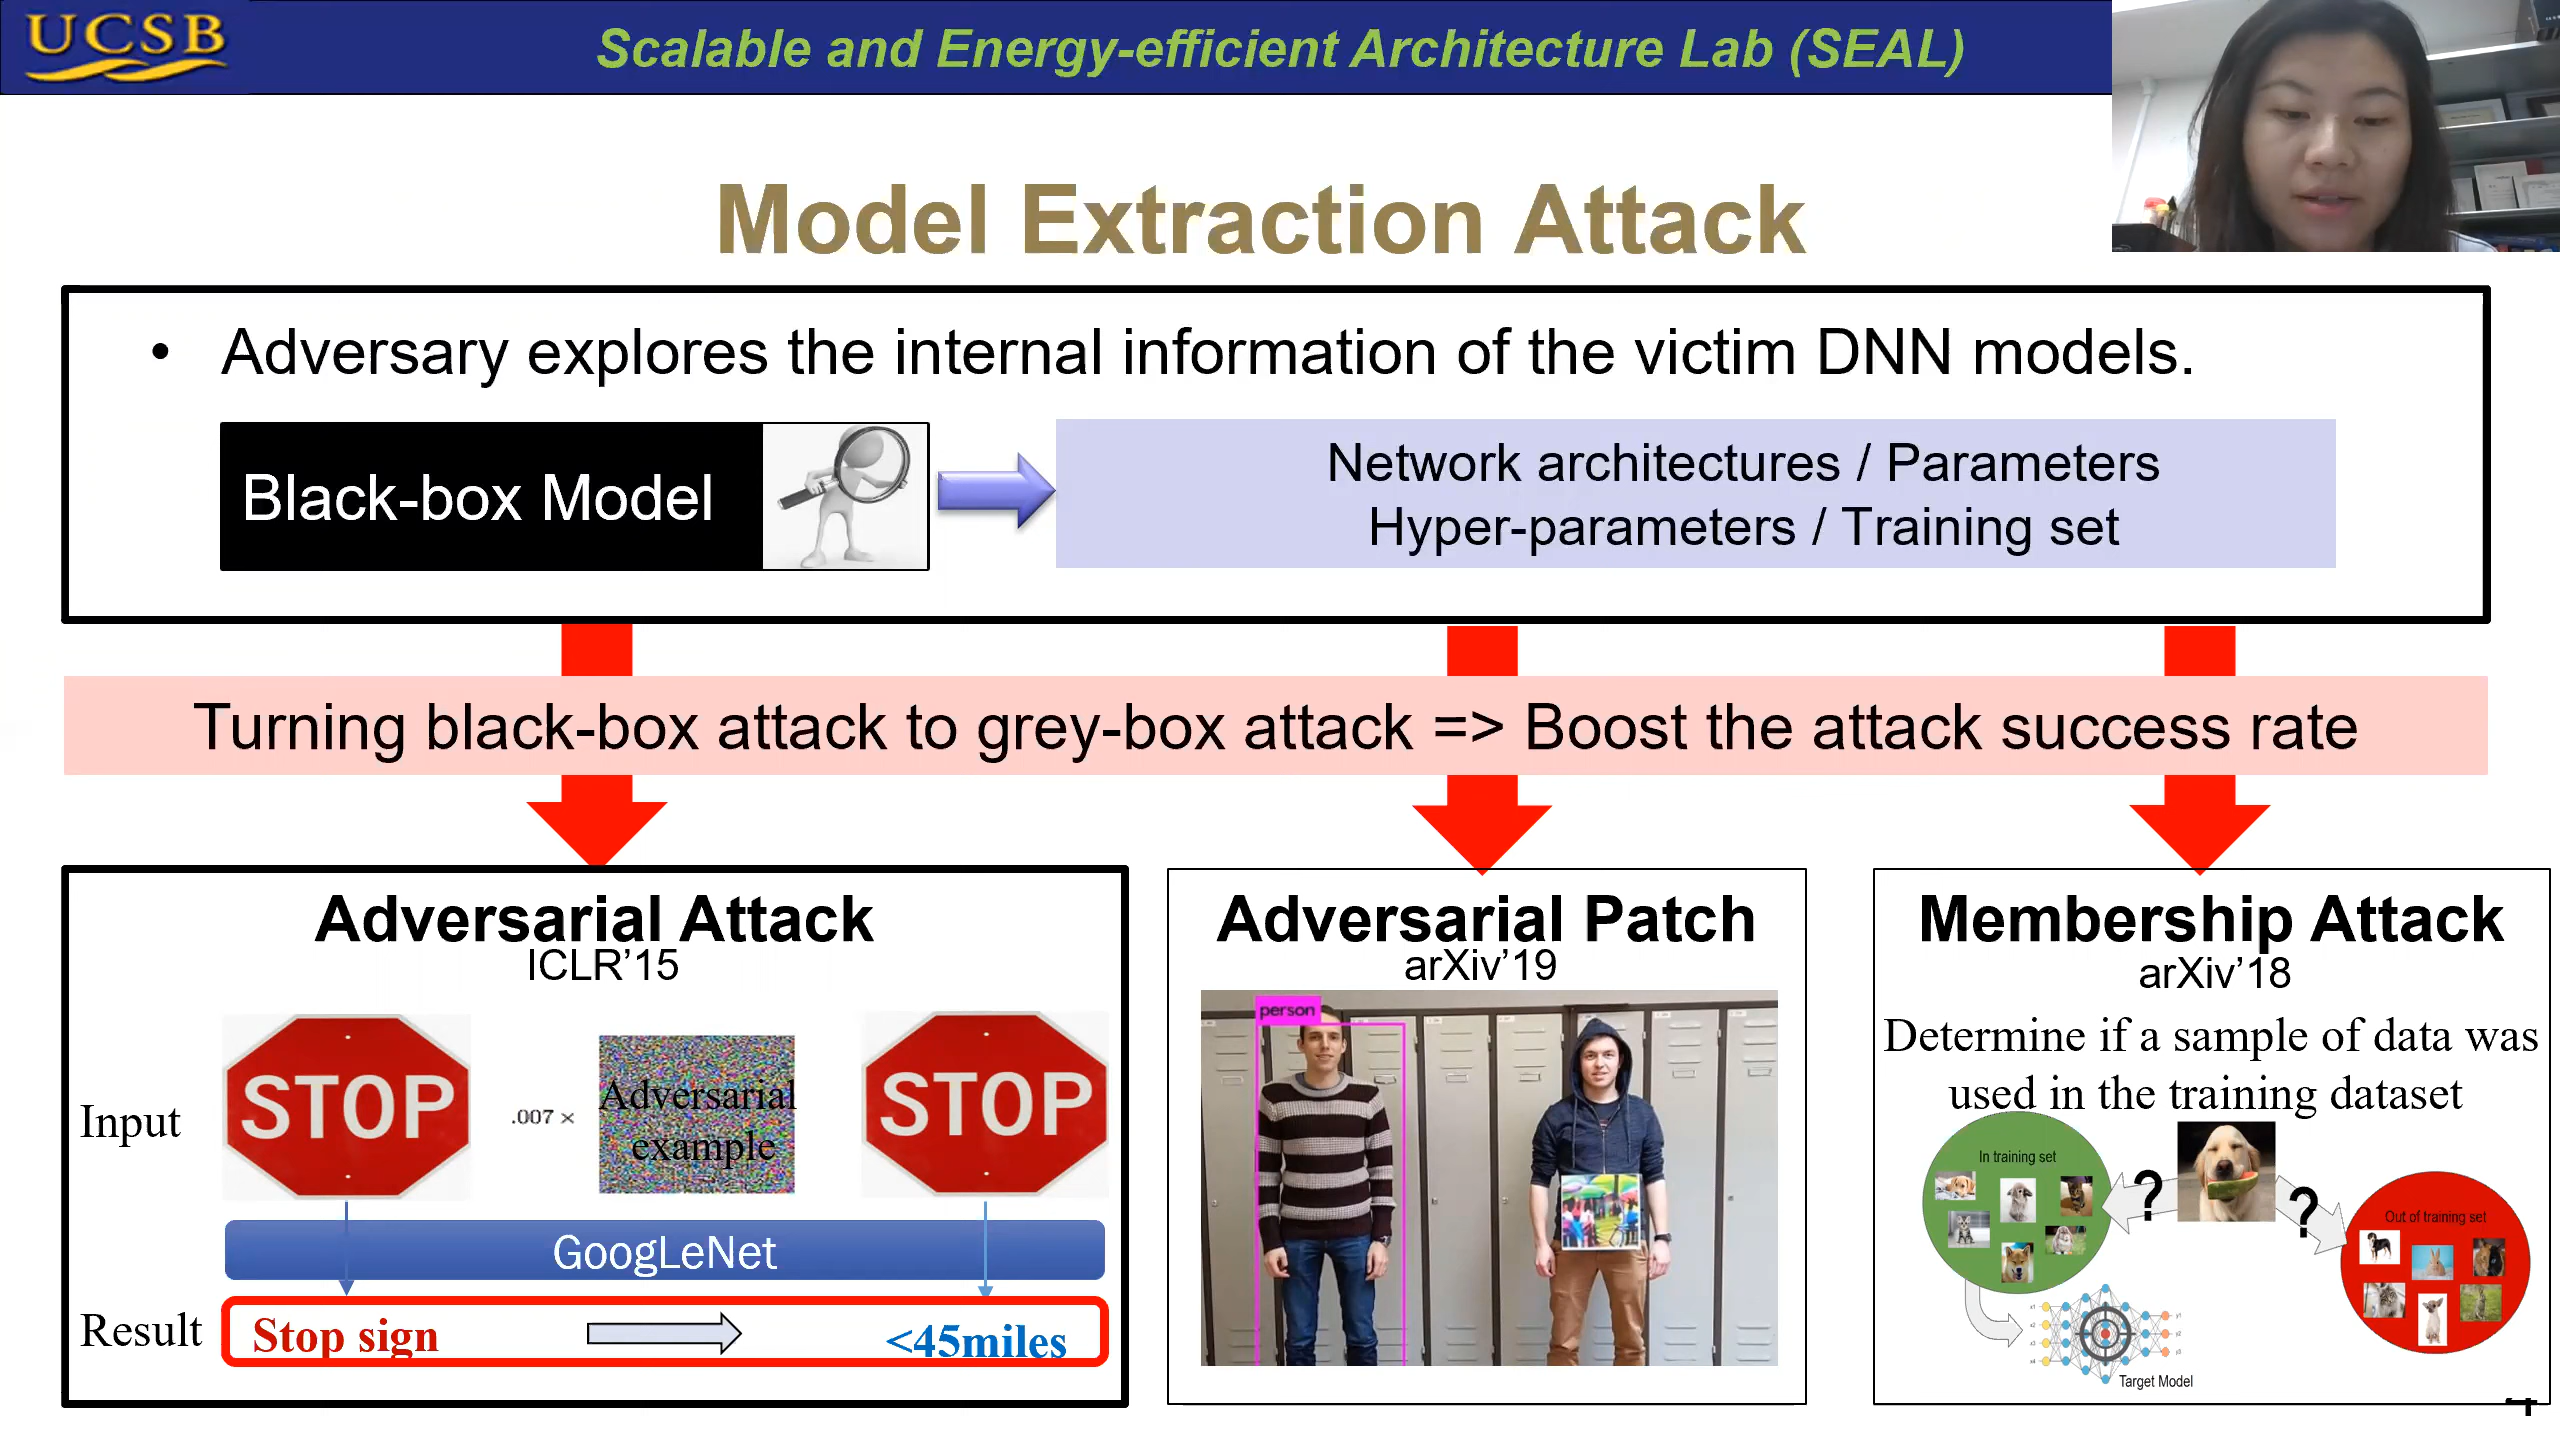 UCSB
Scalable and Energy-efficient Architecture Lab (SEAL)
Model Extraction Attack
• Adversary explores the internal information of the victim DNN models.
Black-box Model
Network architectures / Parameters
Hyper-parameters / Training set
Turning black-box attack to grey-box attack => Boost the attack success rate
Adversarial Attack
ICLR’15
Input
STOP
.007 ×
Adversarial
example
STOP
GoogLeNet
Result
Stop sign
<45miles
Adversarial Patch
arXiv’19
person
Membership Attack
arXiv’18
Determine if a sample of data was
used in the training dataset
In training set
?
?
Out of training set
Target Model
4